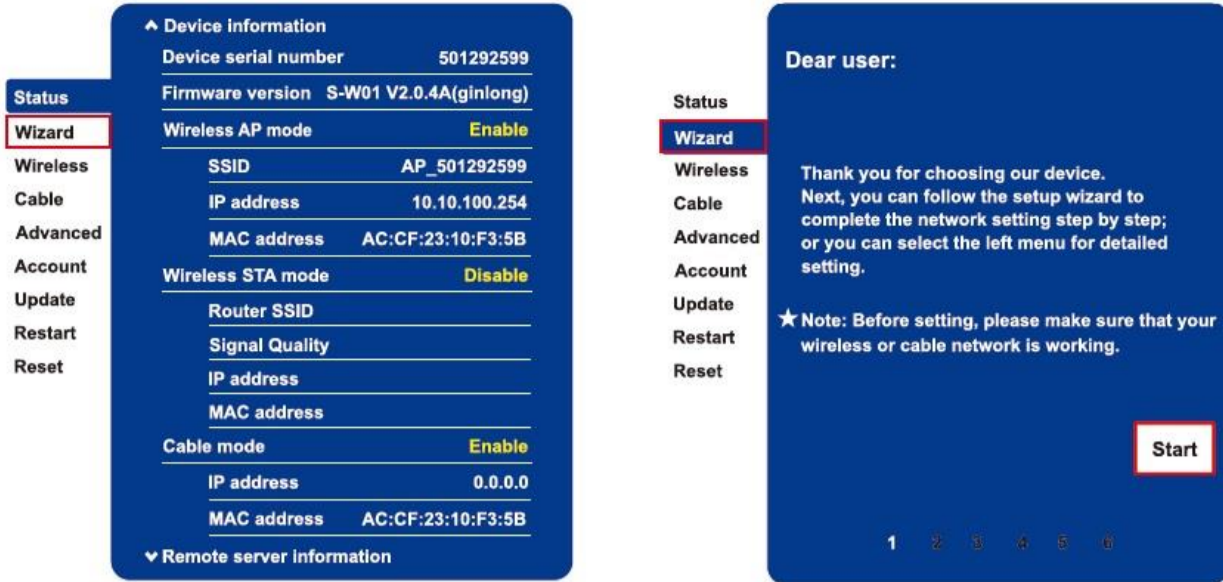 Status
Wizard
Wireless
Cable
Advanced
Account
Update
Restart
Reset
Device information
Device serial number 501292599
Firmware version S-W01 V2.0.4A(ginlong)
Wireless AP mode Enable
SSID AP_501292599
IP address 10.10.100.254
MAC address AC:CF:23:10:F3:5B
Wireless STA mode Disable
Router SSID
Signal Quality
IP address
MAC address
Cable mode Enable
IP address 0.0.0.0
MAC address AC:CF:23:10:F3:5B
Remote server information
Status
Wizard
Wireless
Cable
Advanced
Account
Update
Restart
Reset
Dear user:
Thank you for choosing our device.
Next, you can follow the setup wizard to
complete the network setting step by step;
or you can select the left menu for detailed
setting.
★Note: Before setting, please make sure that your
wireless or cable network is working.
Start
1 2 3 4 5 6